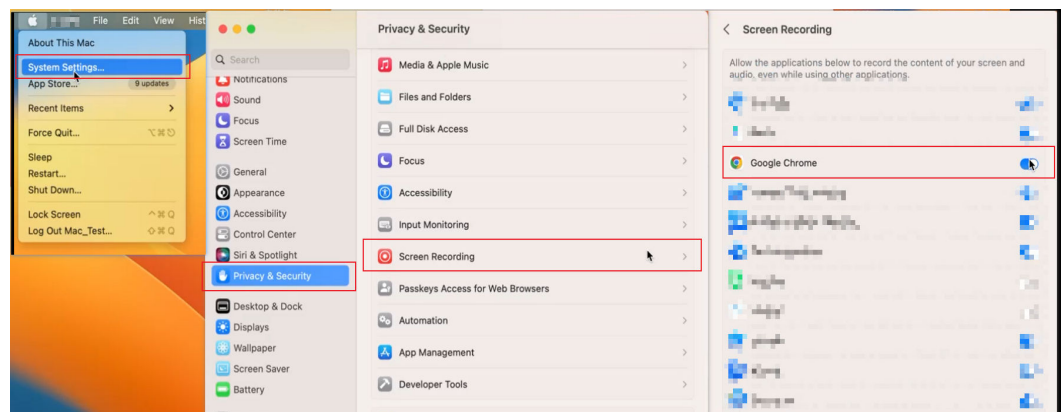 File Edit View Hist
About This Mac
System Settings...
App Store... 9 updates
Recent Items
Force Quit... ⌥⌘⎋
Sleep
Restart...
Shut Down...
Lock Screen ^⌘Q
Log Out Mac_Test... ⇧⌘Q
Search
Notifications
Sound
Focus
Screen Time
General
Appearance
Accessibility
Control Center
Siri & Spotlight
Privacy & Security
Desktop & Dock
Displays
Wallpaper
Screen Saver
Battery
Privacy & Security
Media & Apple Music
Files and Folders
Full Disk Access
Focus
Accessibility
Input Monitoring
Screen Recording
Passkeys Access for Web Browsers
Automation
App Management
Developer Tools
Screen Recording
Allow the applications below to record the content of your screen and
audio, even while using other applications.
Google Chrome